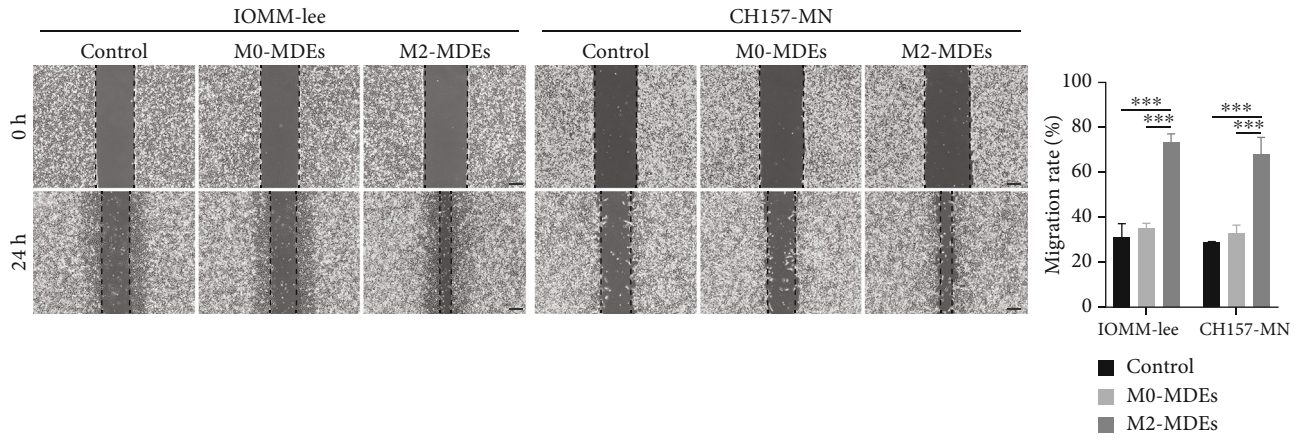 IOMM-lee
CH157-MN
Control M0-MDEs M2-MDEs Control M0-MDEs M2-MDEs
0 h
24 h
Migration rate (%)
100
80
60
40
20
0
*** ***
*** ***
IOMM-lee CH157-MN
Control
M0-MDEs
M2-MDEs